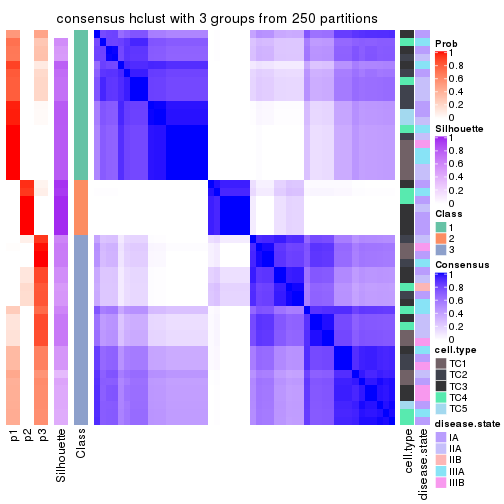 consensus hclust with 3 groups from 250 partitions
Prob
1
0.8
0.6
0.4
0.2
0
Silhouette
1
0.8
0.6
0.4
0.2
0
Class
1
2
3
Consensus
1
0.8
0.6
0.4
0.2
0
cell.type
TC1
TC2
TC3
TC4
TC5
disease.state
IA
IIA
IIB
IIIA
IIIB
p1
p2
p3
Silhouette
Class
cell.type
disease.state